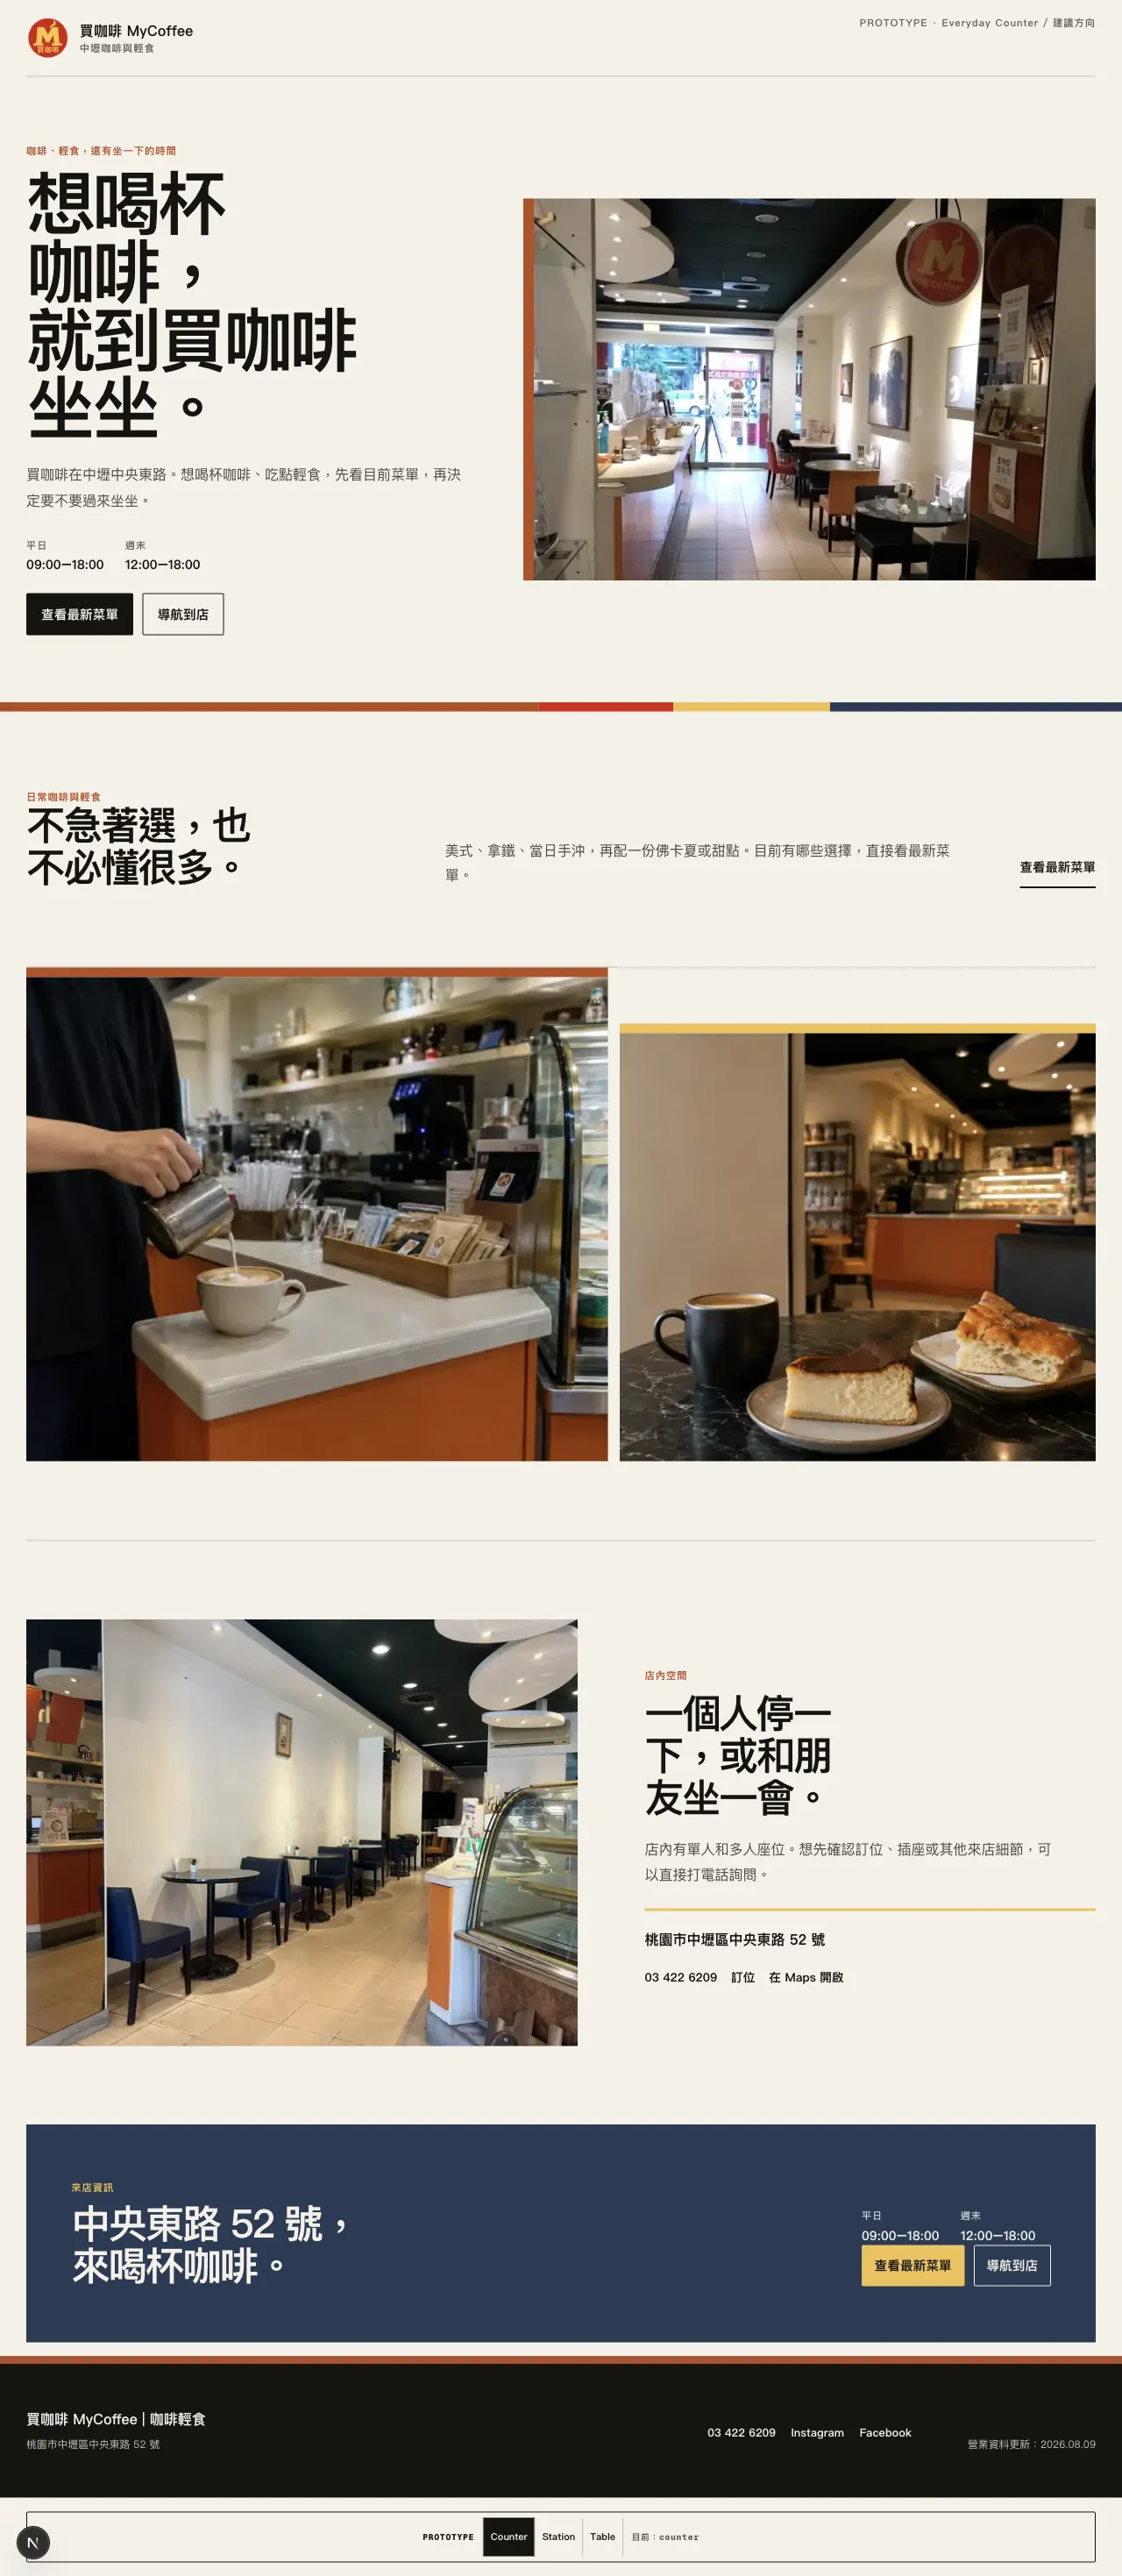 買咖啡 MyCoffee
中壢咖啡與輕食
PROTOTYPE · Everyday Counter / 建議方向
咖啡、輕食，還有坐一下的時間
想喝杯
咖啡，
就到買咖啡
坐坐。
買咖啡在中壢中央東路。想喝杯咖啡、吃點輕食，先看目前菜單，再決
定要不要過來坐坐。
平日
週末
09:00–18:00
12:00–18:00
查看最新菜單
導航到店
M
my coffee
日常咖啡與輕食
不急著選，也
不必懂很多。
美式、拿鐵、當日手沖，再配一份佛卡夏或甜點。目前有哪些選擇，直接看最新菜
單。
查看最新菜單
店內空間
一個人停一
下，或和朋
友坐一會。
店內有單人和多人座位。想先確認訂位、插座或其他來店細節，可
以直接打電話詢問。
桃園市中壢區中央東路 52 號
03 422 6209 訂位 在 Maps 開啟
來店資訊
中央東路 52 號，
來喝杯咖啡。
平日
週末
09:00–18:00
12:00–18:00
查看最新菜單
導航到店
買咖啡 MyCoffee | 咖啡輕食
桃園市中壢區中央東路 52 號
03 422 6209 Instagram Facebook
營業資料更新：2026.08.09
N
PROTOTYPE Counter Station Table 目前：counter